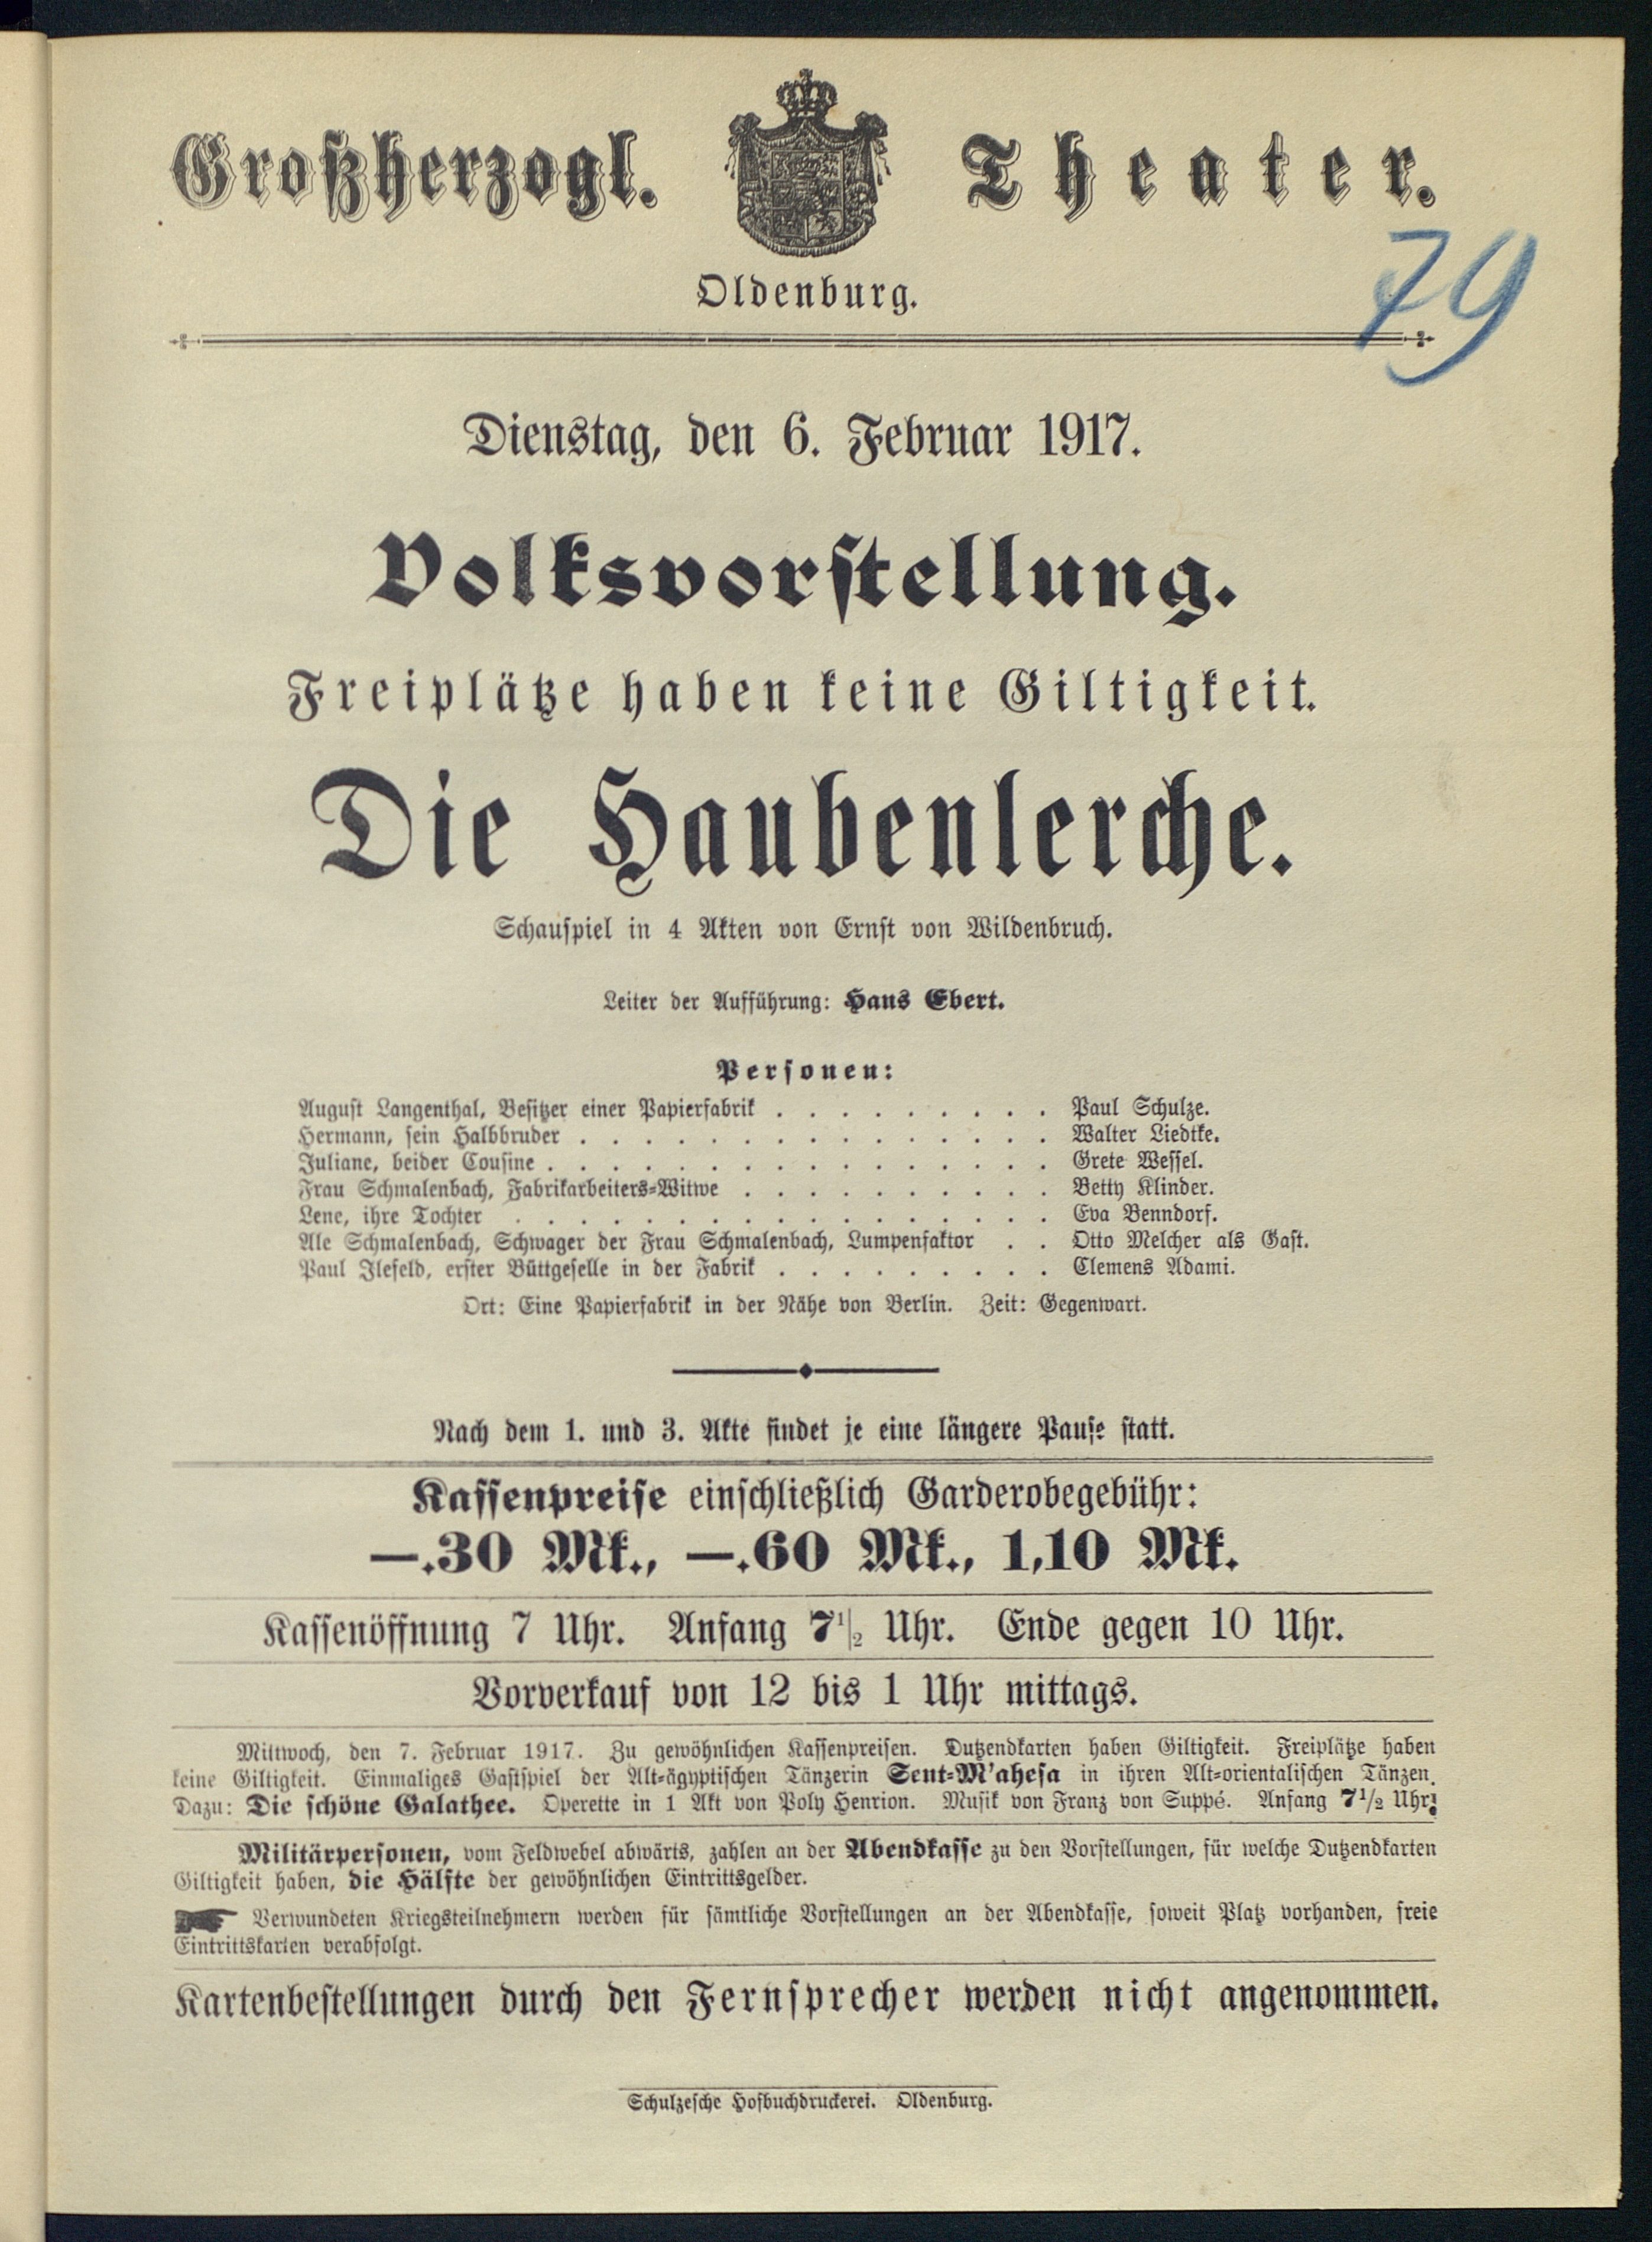 Großherzogl. Theater.
Oldenburg.
79
Dienstag, den 6. Februar 1917.
Volksvorstellung.
Freiplätze haben keine Giltigkeit.
Die Haubenlerche.
Schauspiel in 4 Akten von Ernst von Wildenbruch.
Leiter der Aufführung: Hans Ebert.
Personen:
August Langenthal, Besitzer einer Papierfabrik . . . . . . . . . Paul Schulze.
Hermann, sein Halbbruder . . . . . . . . . . . . . . . Walter Liedtke.
Juliane, beider Cousine . . . . . . . . . . . . . . . . Grete Wessel.
Frau Schmalenbach, Fabrikarbeiters-Witwe . . . . . . . . . . Betty Klinder.
Lene, ihre Tochter . . . . . . . . . . . . . . . . . Eva Benndorf.
Ale Schmalenbach, Schwager der Frau Schmalenbach, Lumpenfaktor . . Otto Melcher als Gast.
Paul Ilefeld, erster Büttgeselle in der Fabrik . . . . . . . . . Clemens Adami.
Ort: Eine Papierfabrik in der Nähe von Berlin. Zeit: Gegenwart.
Nach dem 1. und 3. Akte findet je eine längere Pause statt.
Kassenpreise einschließlich Garderobegebühr:
—.30 Mk., —.60 Mk., 1,10 Mk.
Kassenöffnung 7 Uhr. Anfang 7 1/2 Uhr. Ende gegen 10 Uhr.
Vorverkauf von 12 bis 1 Uhr mittags.
Mittwoch, den 7. Februar 1917. Zu gewöhnlichen Kassenpreisen. Dutzendkarten haben Giltigkeit. Freiplätze haben
keine Giltigkeit. Einmaliges Gastspiel der Alt-ägyptischen Tänzerin Sent-M'ahesa in ihren Alt-orientalischen Tänzen.
Dazu: Die schöne Galathee. Operette in 1 Akt von Poly Henrion. Musik von Franz von Suppé. Anfang 7 1/2 Uhr.
Militärpersonen, vom Feldwebel abwärts, zahlen an der Abendkasse zu den Vorstellungen, für welche Dutzendkarten
Giltigkeit haben, die Hälfte der gewöhnlichen Eintrittsgelder.
Verwundeten Kriegsteilnehmern werden für sämtliche Vorstellungen an der Abendkasse, soweit Platz vorhanden, freie
Eintrittskarten verabfolgt.
Kartenbestellungen durch den Fernsprecher werden nicht angenommen.
Schulzesche Hofbuchdruckerei. Oldenburg.